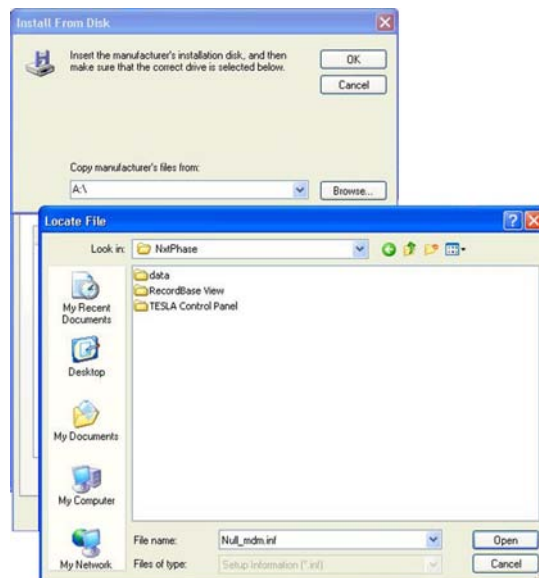 Install From Disk
Insert the manufacturer's installation disk, and then
make sure that the correct drive is selected below.
OK
Cancel
Copy manufacturer's files from:
A:\
Browse...
Locate File
Look in:
NxtPhase
data
RecordBase View
TESLA Control Panel
My Recent
Documents
Desktop
My Documents
My Computer
My Network
File name:
Null_mdm.inf
Open
Files of type:
Setup Information (*.inf)
Cancel